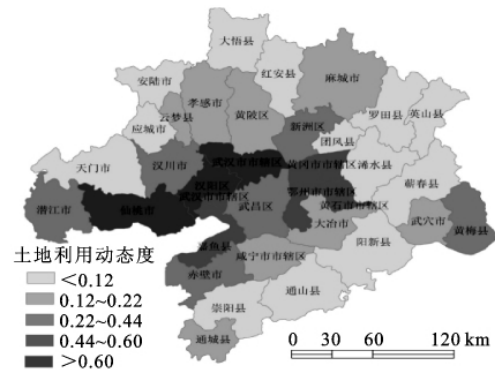 大悟县
安陆市
孝感市
红安县
麻城市
云梦县
黄陂区
罗田县
英山县
应城市
新洲区
团风县
天门市
汉川市
武汉市市辖区
黄冈市市辖区
浠水县
汉阳区
武汉市市辖区
鄂州市市辖区
蕲春县
潜江市
仙桃市
武昌区
黄石市市辖区
大冶市
武穴市
黄梅县
嘉鱼县
阳新县
土地利用动态度
赤壁市
咸宁市市辖区
<0.12
0.12~0.22
0.22~0.44
0.44~0.60
>0.60
通山县
崇阳县
通城县
0 30 60 120 km